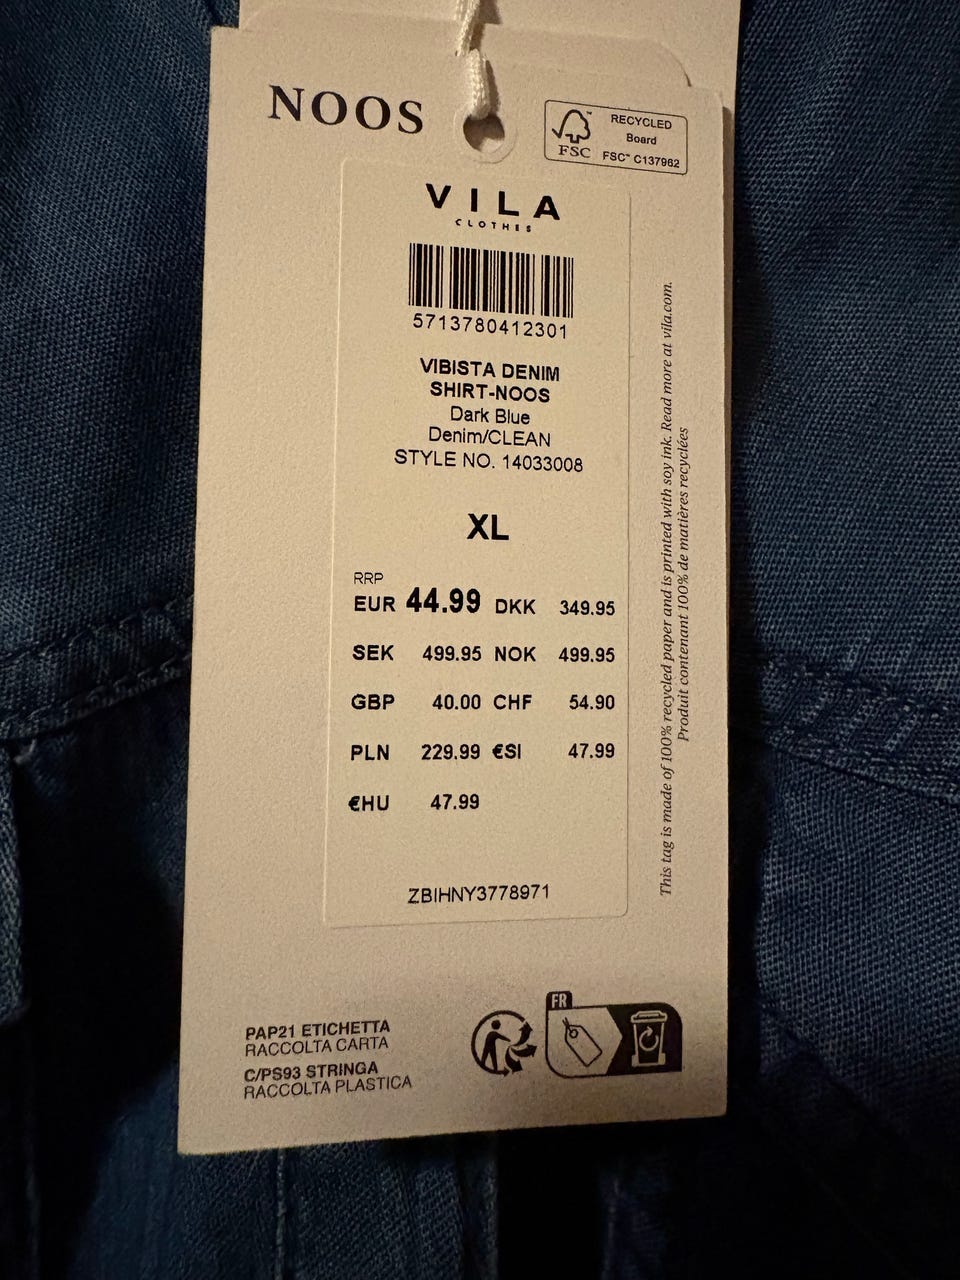 NOOS
FSC™
RECYCLED
Board
FSC™ C137962
VILA
CLOTHES
5713780412301
VIBISTA DENIM
SHIRT-NOOS
Dark Blue
Denim/CLEAN
STYLE NO. 14033008
XL
RRP
EUR 44.99 DKK 349.95
SEK 499.95 NOK 499.95
GBP 40.00 CHF 54.90
PLN 229.99 €SI 47.99
€HU 47.99
ZBIHNY3778971
This tag is made of 100% recycled paper and is printed with soy ink. Read more at vila.com.
Produit contenant 100% de matières recyclées
PAP21 ETICHETTA
RACCOLTA CARTA
C/PS93 STRINGA
RACCOLTA PLASTICA
FR